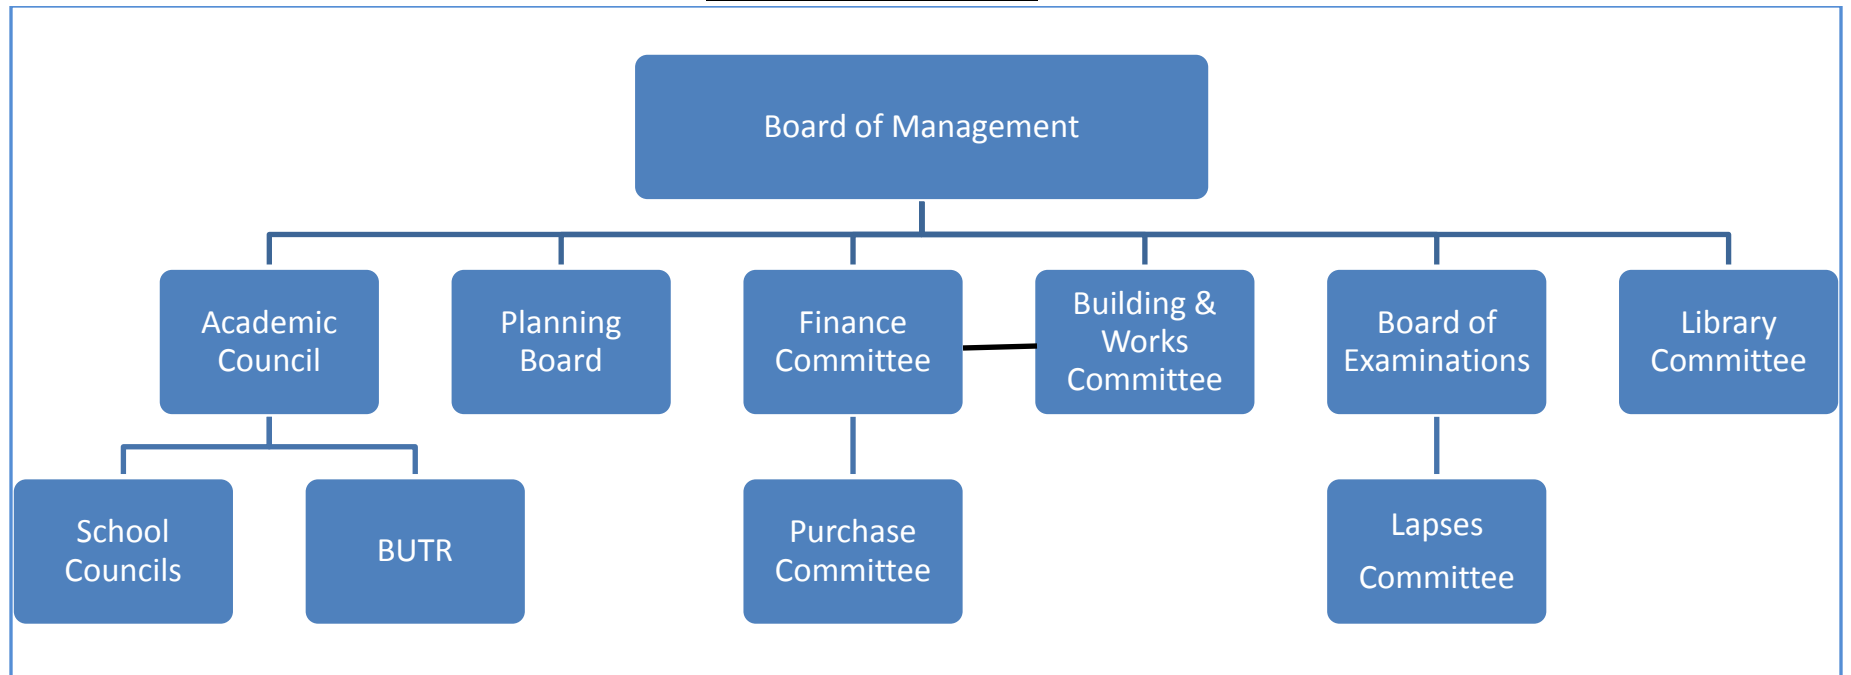 Board of Management
Academic
Council
Planning
Board
Finance
Committee
Building &
Works
Committee
Board of
Examinations
Library
Committee
School
Councils
BUTR
Purchase
Committee
Lapses
Committee